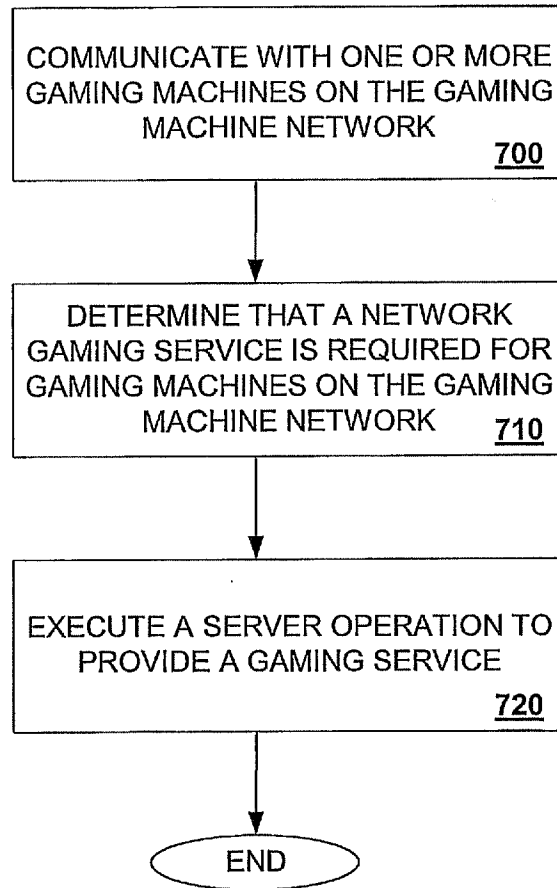 COMMUNICATE WITH ONE OR MORE
GAMING MACHINES ON THE GAMING
MACHINE NETWORK
700
DETERMINE THAT A NETWORK
GAMING SERVICE IS REQUIRED FOR
GAMING MACHINES ON THE GAMING
MACHINE NETWORK
710
EXECUTE A SERVER OPERATION TO
PROVIDE A GAMING SERVICE
720
END